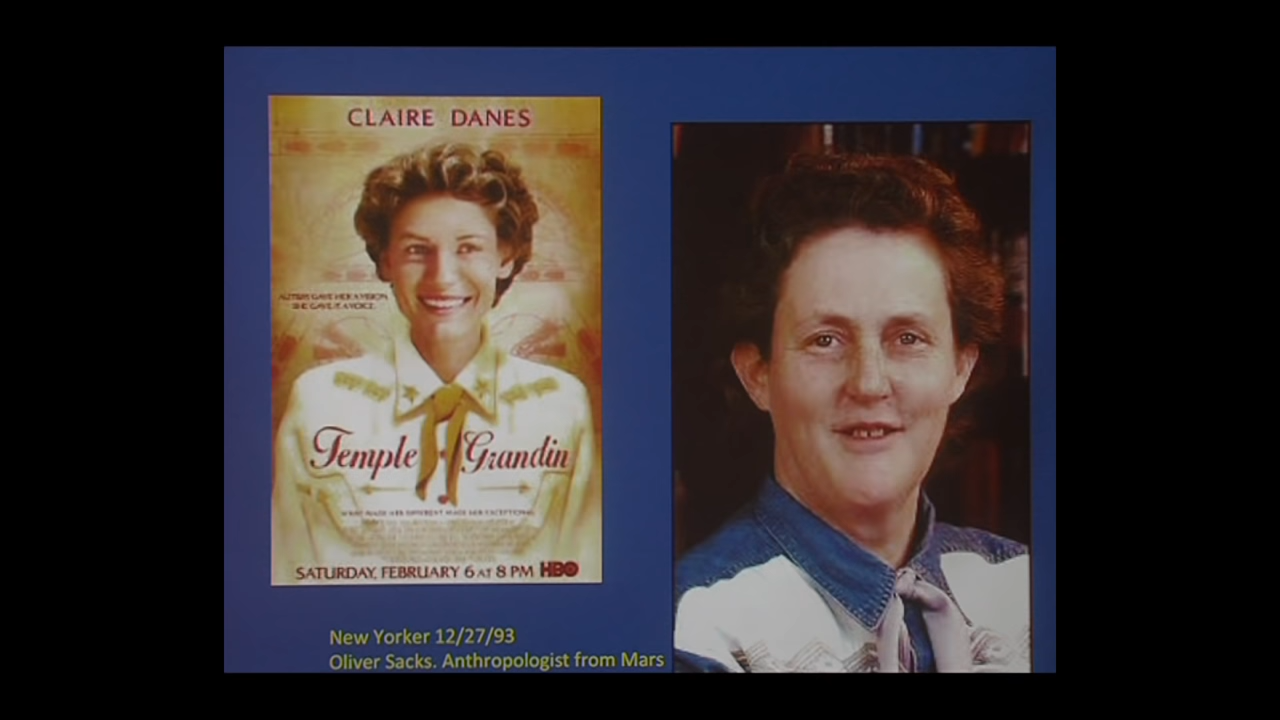 CLAIRE DANES
AUTISM GAVE HER A VISION.
SHE GAVE IT A VOICE.
Temple Grandin
WHAT MADE HER DIFFERENT MADE HER EXCEPTIONAL.
SATURDAY, FEBRUARY 6 AT 8 PM HBO
New Yorker 12/27/93
Oliver Sacks. Anthropologist from Mars